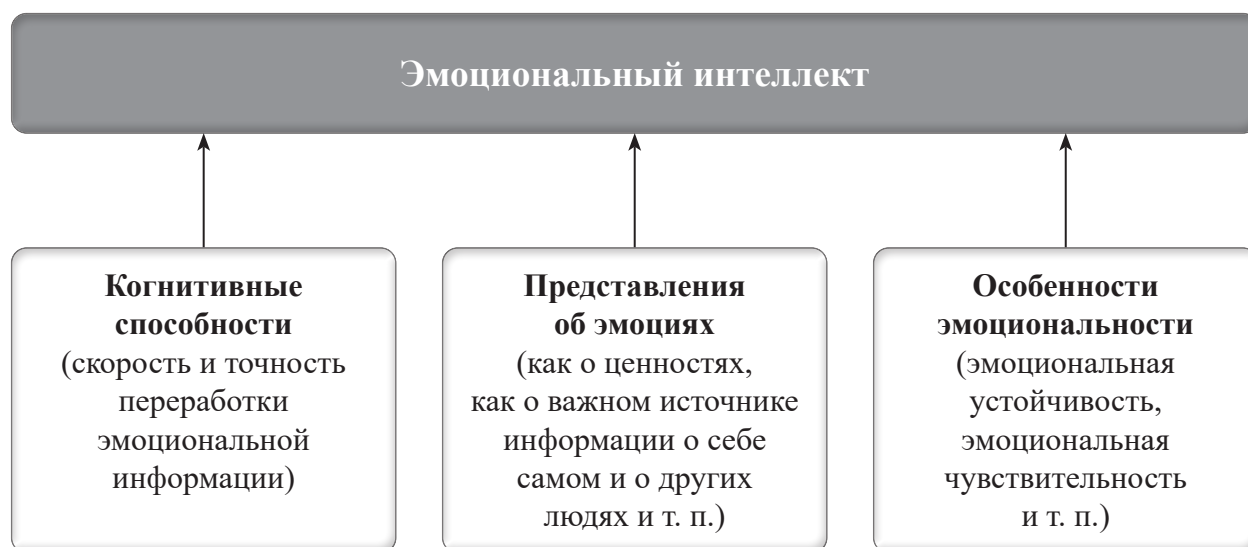 Эмоциональный интеллект
Когнитивные
способности
(скорость и точность
переработки
эмоциональной
информации)
Представления
об эмоциях
(как о ценностях,
как о важном источнике
информации о себе
самом и о других
людях и т. п.)
Особенности
эмоциональности
(эмоциональная
устойчивость,
эмоциональная
чувствительность
и т. п.)